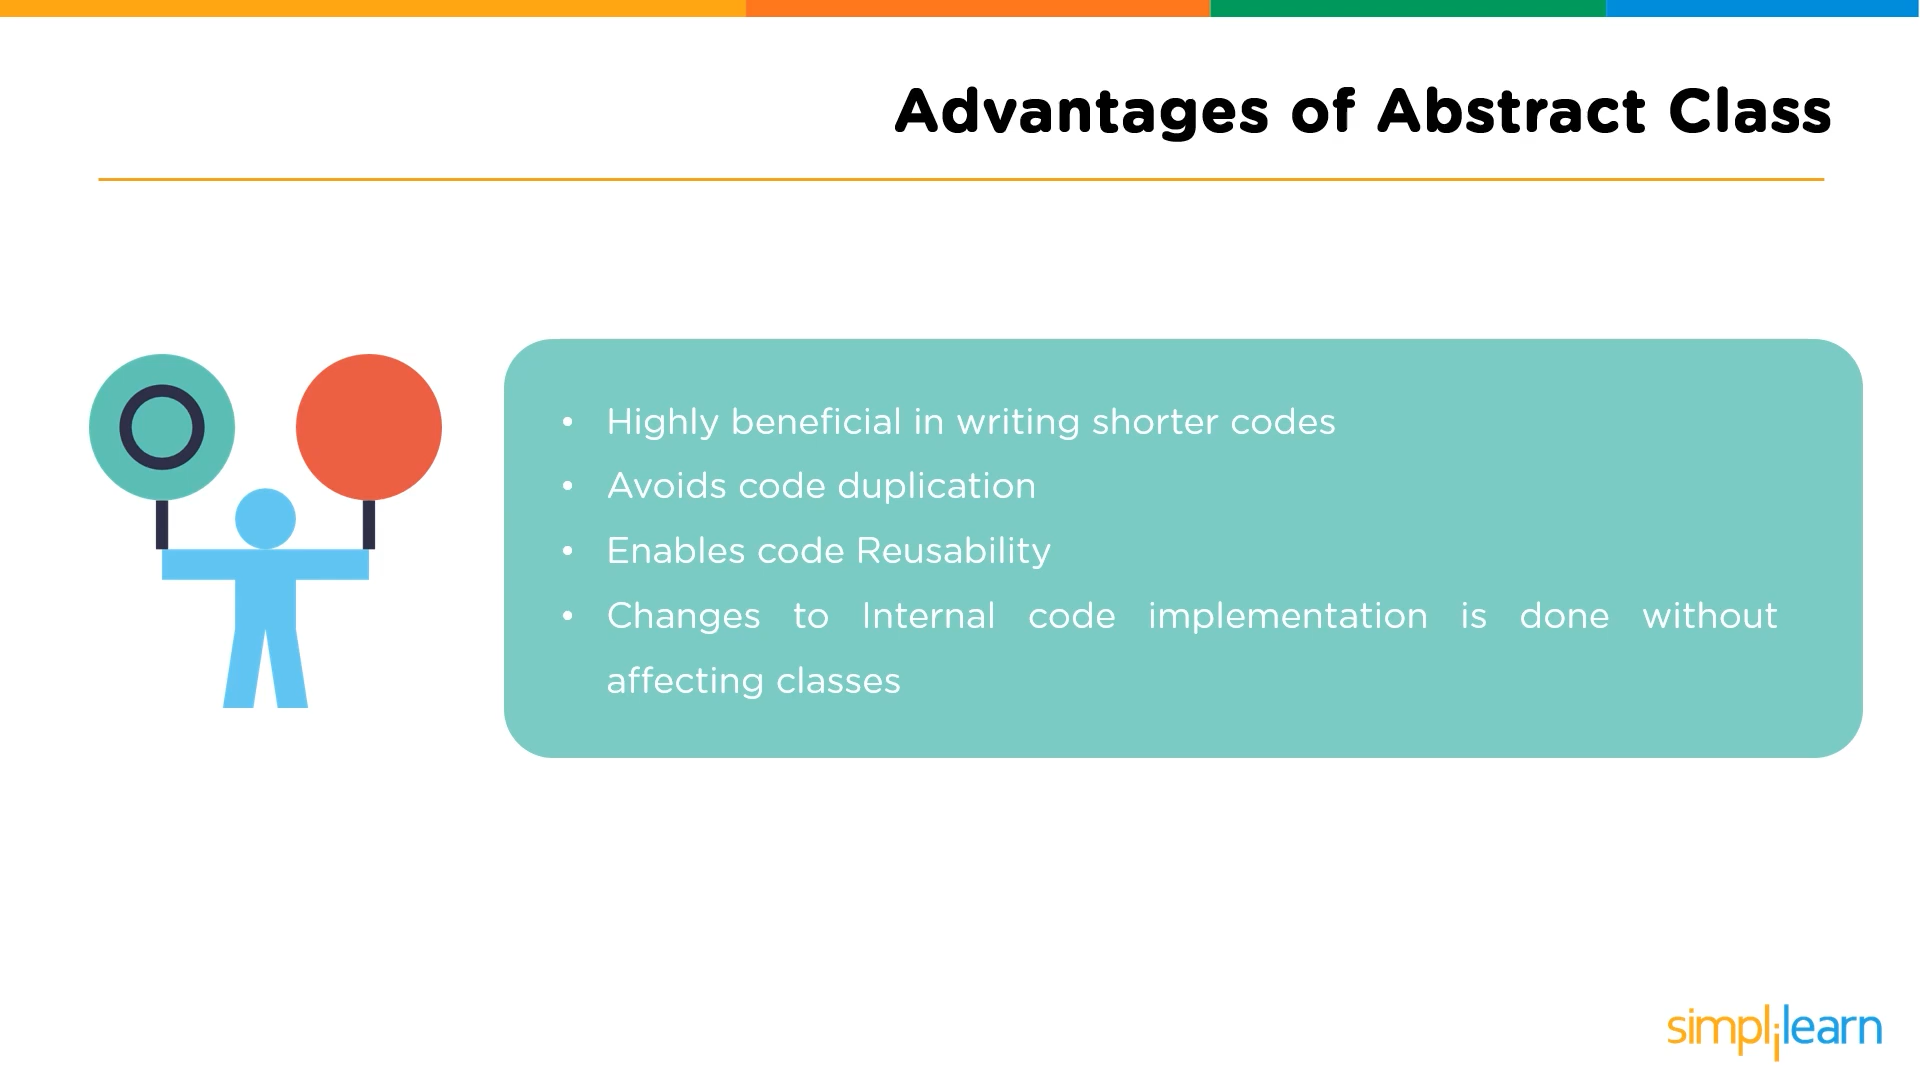 Advantages of Abstract Class
• Highly beneficial in writing shorter codes
• Avoids code duplication
• Enables code Reusability
• Changes to Internal code implementation is done without
affecting classes
simplilearn